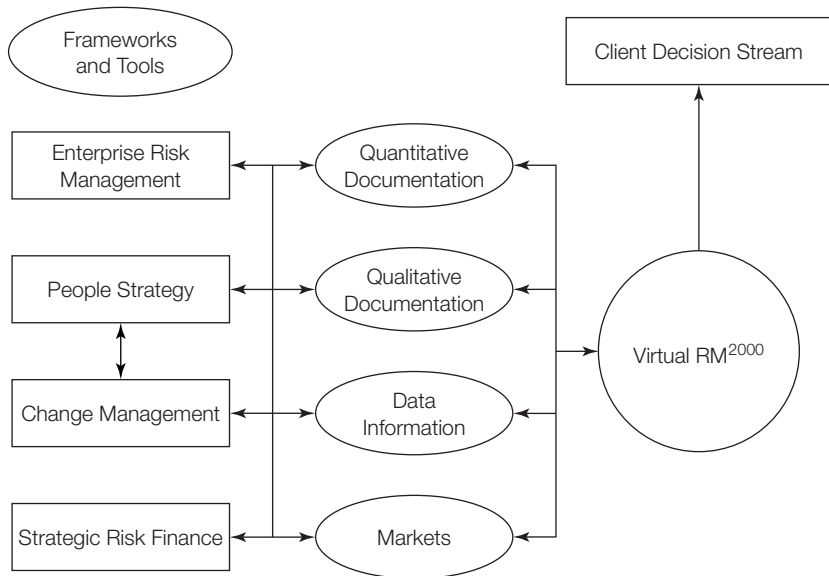 Frameworks
and Tools
Client Decision Stream
Enterprise Risk
Management
Quantitative
Documentation
People Strategy
Qualitative
Documentation
Virtual RM²⁰⁰⁰
Change Management
Data
Information
Strategic Risk Finance
Markets